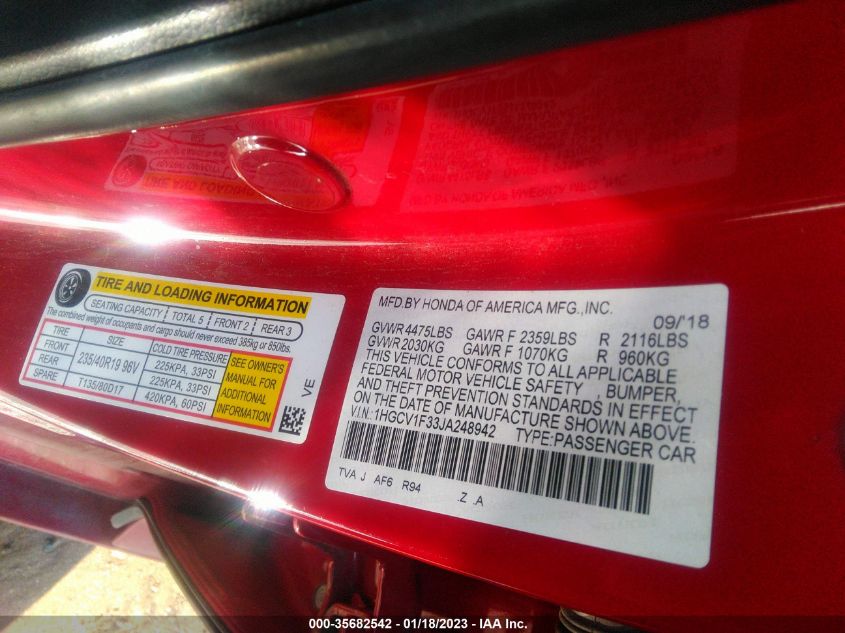 TIRE AND LOADING INFORMATION
SEATING CAPACITY TOTAL 5 FRONT 2 REAR 3
The combined weight of occupants and cargo should never exceed 385kg or 850lbs.
TIRE SIZE COLD TIRE PRESSURE
FRONT 235/40R19 96V 225KPA, 33PSI
REAR 225KPA, 33PSI
SPARE T135/80D17 420KPA, 60PSI
SEE OWNER'S
MANUAL FOR
ADDITIONAL
INFORMATION
VE
MFD.BY HONDA OF AMERICA MFG.,INC.
09/'18
GVWR 4475LBS GAWR F 2359LBS R 2116LBS
GVWR 2030KG GAWR F 1070KG R 960KG
THIS VEHICLE CONFORMS TO ALL APPLICABLE
FEDERAL MOTOR VEHICLE SAFETY , BUMPER,
AND THEFT PREVENTION STANDARDS IN EFFECT
ON THE DATE OF MANUFACTURE SHOWN ABOVE.
V.I.N.:1HGCV1F33JA248942 TYPE:PASSENGER CAR
TVA J AF6 R94 .Z .A
000-35682542 - 01/18/2023 - IAA Inc.